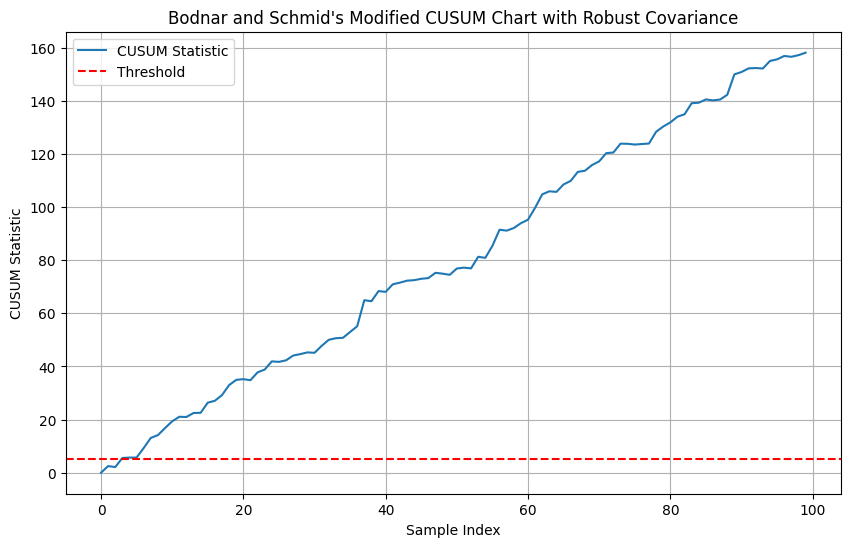 Bodnar and Schmid's Modified CUSUM Chart with Robust Covariance
CUSUM Statistic
Threshold
160
140
120
100
80
60
40
20
0
CUSUM Statistic
0 20 40 60 80 100
Sample Index